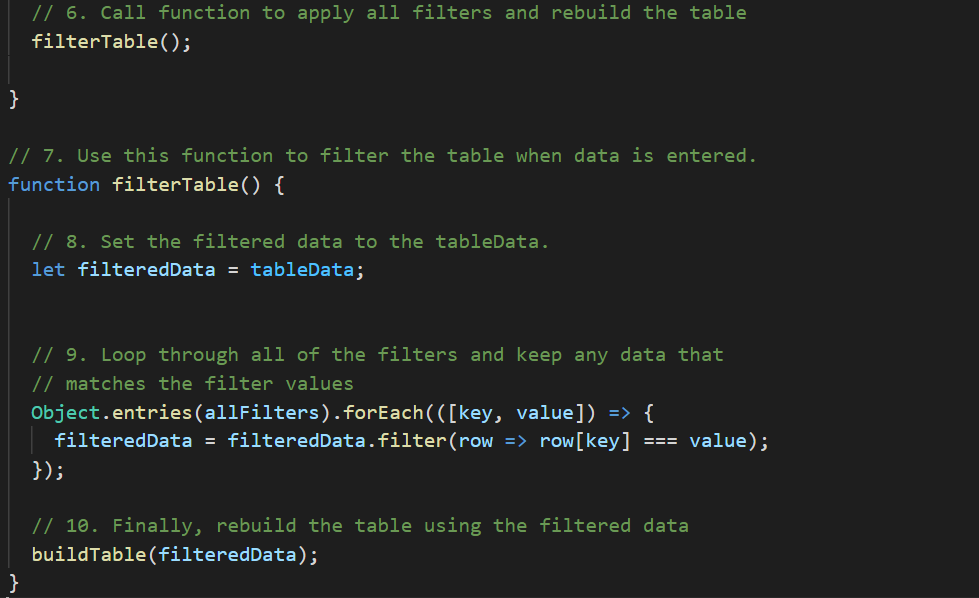 // 6. Call function to apply all filters and rebuild the table
filterTable();
}
// 7. Use this function to filter the table when data is entered.
function filterTable() {
// 8. Set the filtered data to the tableData.
let filteredData = tableData;
// 9. Loop through all of the filters and keep any data that
// matches the filter values
Object.entries(allFilters).forEach(([key, value]) => {
filteredData = filteredData.filter(row => row[key] === value);
});
// 10. Finally, rebuild the table using the filtered data
buildTable(filteredData);
}